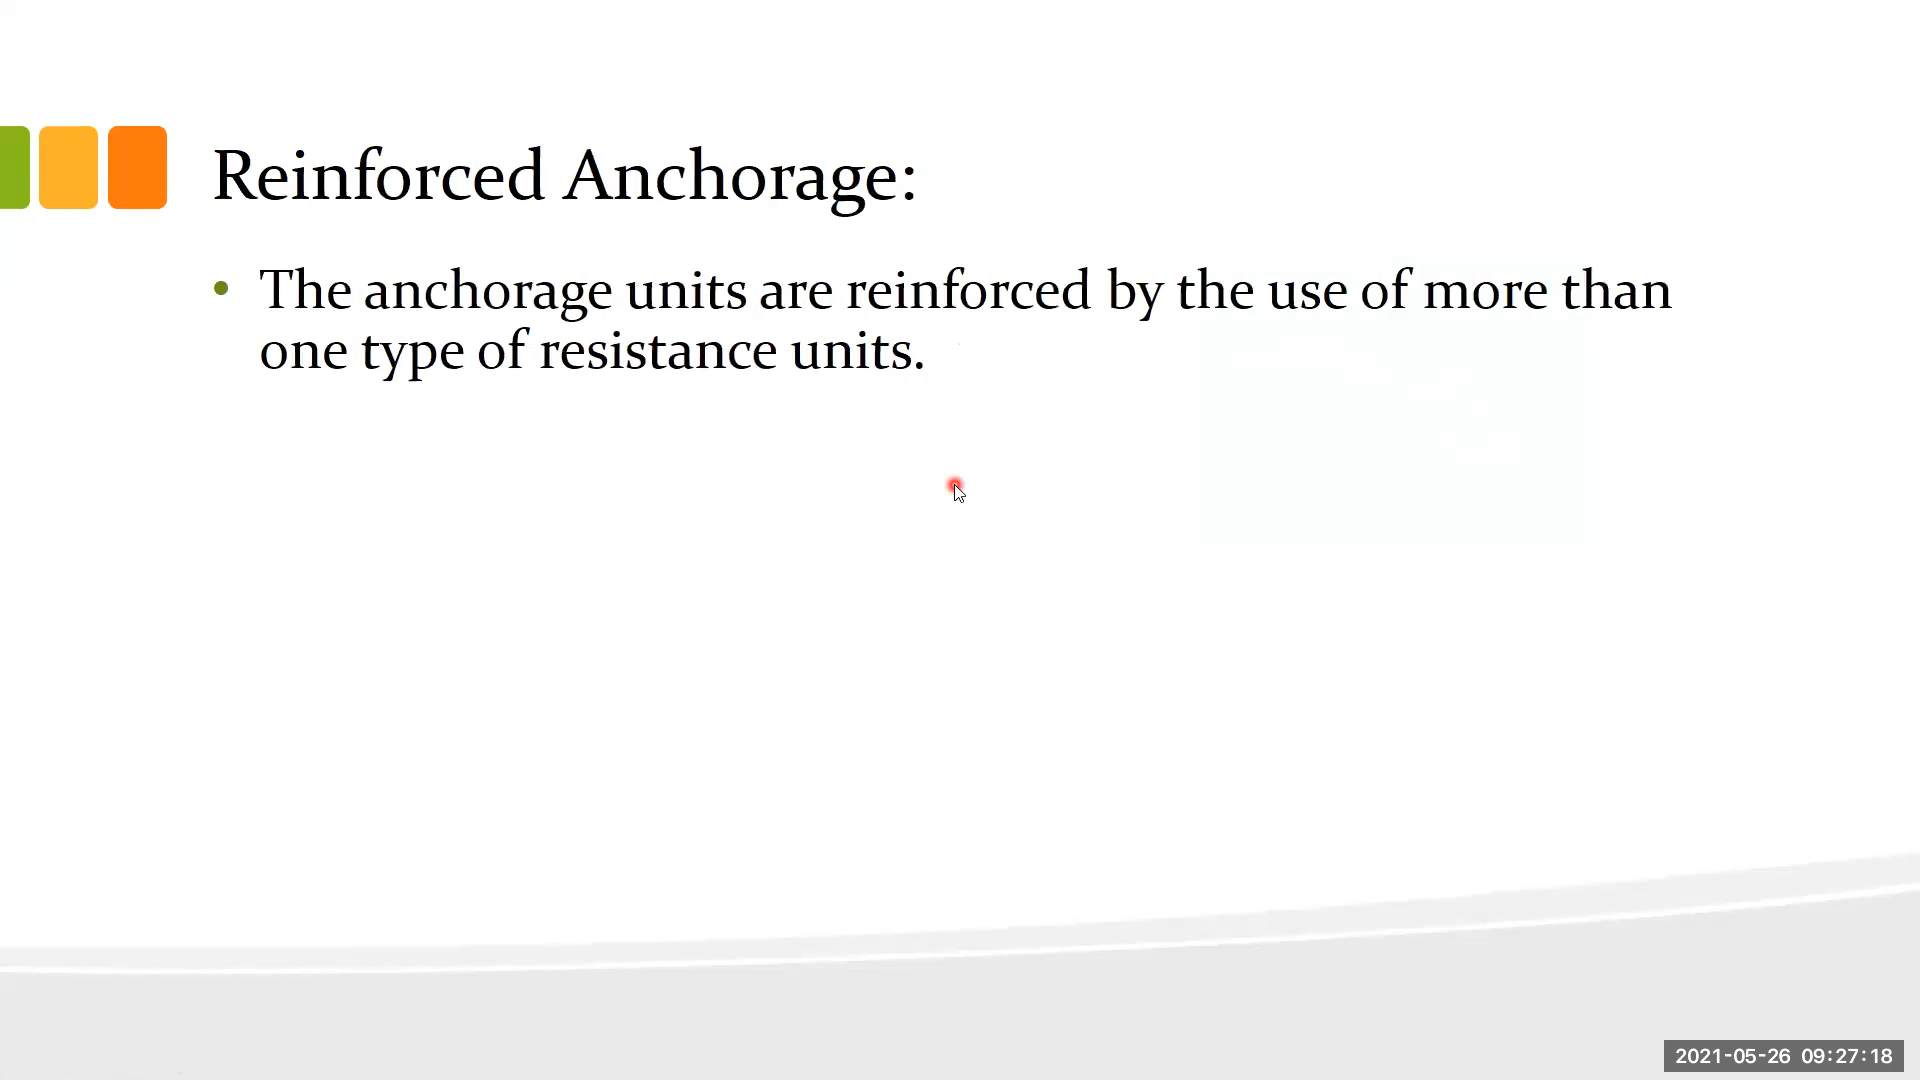 Reinforced Anchorage:
• The anchorage units are reinforced by the use of more than
one type of resistance units.
2021-05-26 09:27:18